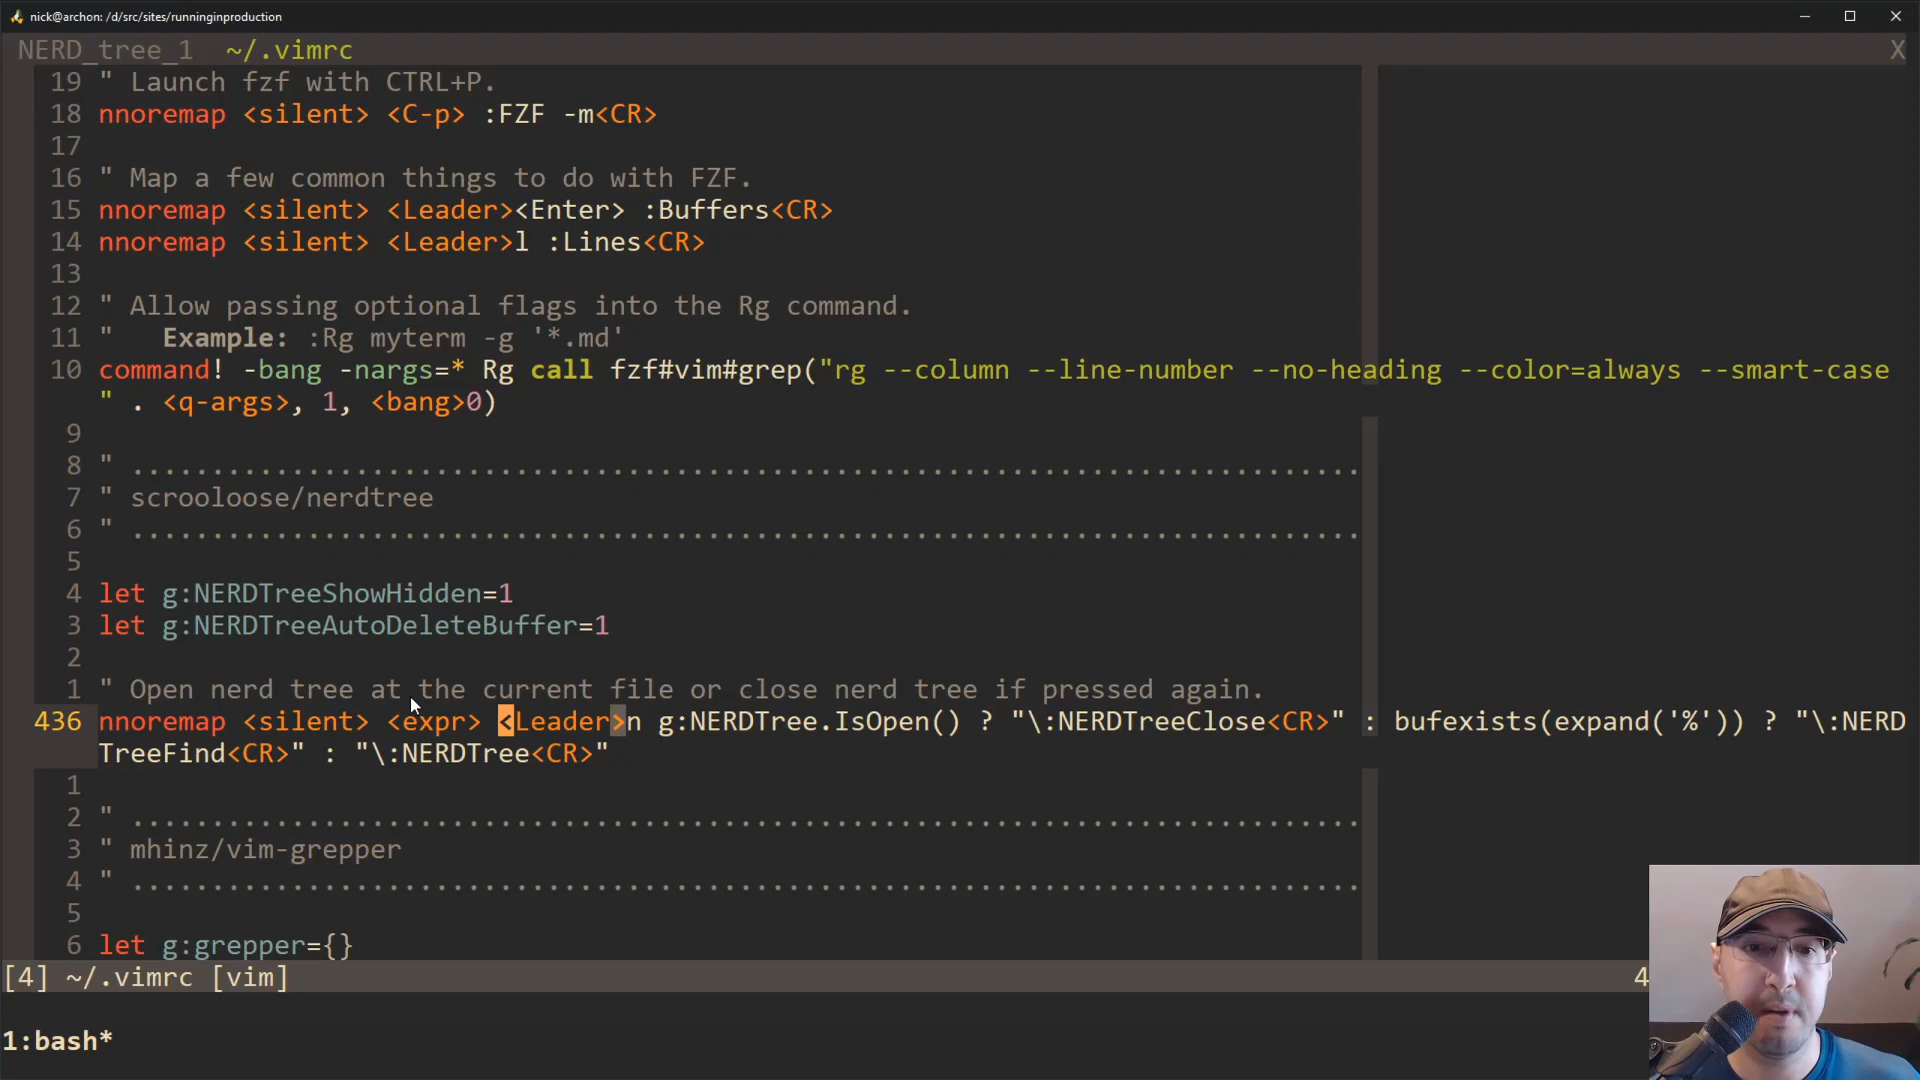 nick@archon: /d/src/sites/runninginproduction
NERD_tree_1 ~/.vimrc X
19 " Launch fzf with CTRL+P.
18 nnoremap <silent> <C-p> :FZF -m<CR>
17
16 " Map a few common things to do with FZF.
15 nnoremap <silent> <Leader><Enter> :Buffers<CR>
14 nnoremap <silent> <Leader>l :Lines<CR>
13
12 " Allow passing optional flags into the Rg command.
11 "   Example: :Rg myterm -g '*.md'
10 command! -bang -nargs=* Rg call fzf#vim#grep("rg --column --line-number --no-heading --color=always --smart-case
" . <q-args>, 1, <bang>0)
9
8 " .............................................................................
7 " scrooloose/nerdtree
6 " .............................................................................
5
4 let g:NERDTreeShowHidden=1
3 let g:NERDTreeAutoDeleteBuffer=1
2
1 " Open nerd tree at the current file or close nerd tree if pressed again.
436 nnoremap <silent> <expr> <Leader>n g:NERDTree.IsOpen() ? "\:NERDTreeClose<CR>" : bufexists(expand('%')) ? "\:NERD
TreeFind<CR>" : "\:NERDTree<CR>"
1
2 " .............................................................................
3 " mhinz/vim-grepper
4 " .............................................................................
5
6 let g:grepper={}
[4] ~/.vimrc [vim] 4
1:bash*